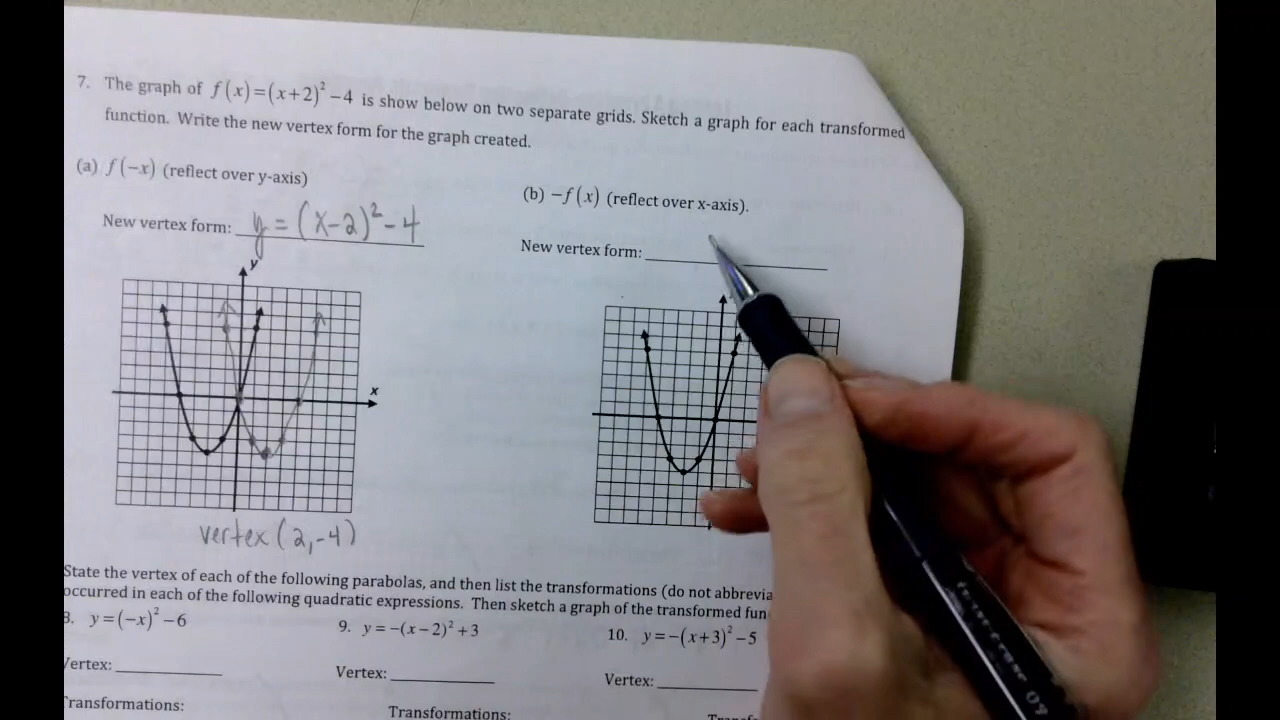 7. The graph of f(x)=(x+2)²−4 is show below on two separate grids. Sketch a graph for each transformed
function. Write the new vertex form for the graph created.
(a) f(−x) (reflect over y-axis)
New vertex form: y = (x-2)² - 4
y
x
vertex (2,-4)
(b) −f(x) (reflect over x-axis).
New vertex form:
State the vertex of each of the following parabolas, and then list the transformations (do not abbrevia
occurred in each of the following quadratic expressions. Then sketch a graph of the transformed fun
8. y=(−x)²−6
Vertex:
Transformations:
9. y=−(x−2)²+3
Vertex:
Transformations:
10. y=−(x+3)²−5
Vertex: